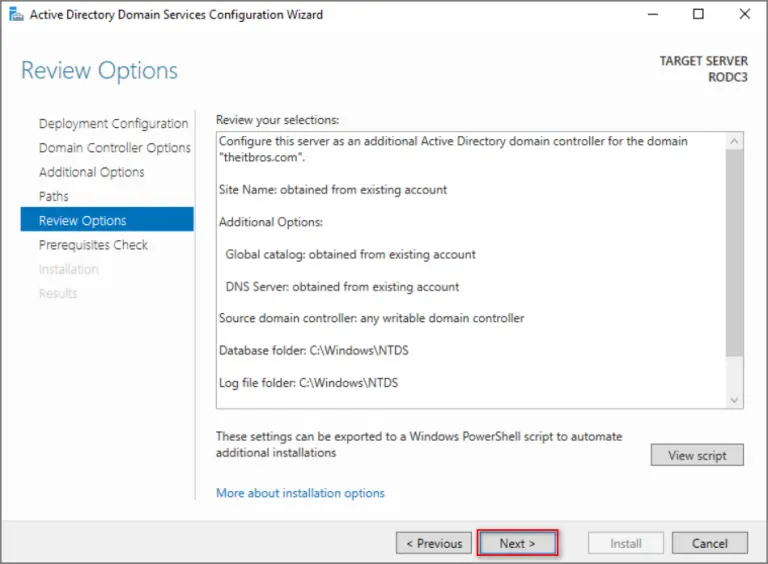 Active Directory Domain Services Configuration Wizard
Review Options
TARGET SERVER
RODC3
Deployment Configuration
Domain Controller Options
Additional Options
Paths
Review Options
Prerequisites Check
Installation
Results
Review your selections:
Configure this server as an additional Active Directory domain controller for the domain
"theitbros.com".
Site Name: obtained from existing account
Additional Options:
Global catalog: obtained from existing account
DNS Server: obtained from existing account
Source domain controller: any writable domain controller
Database folder: C:\Windows\NTDS
Log file folder: C:\Windows\NTDS
These settings can be exported to a Windows PowerShell script to automate
additional installations
View script
More about installation options
< Previous
Next >
Install
Cancel